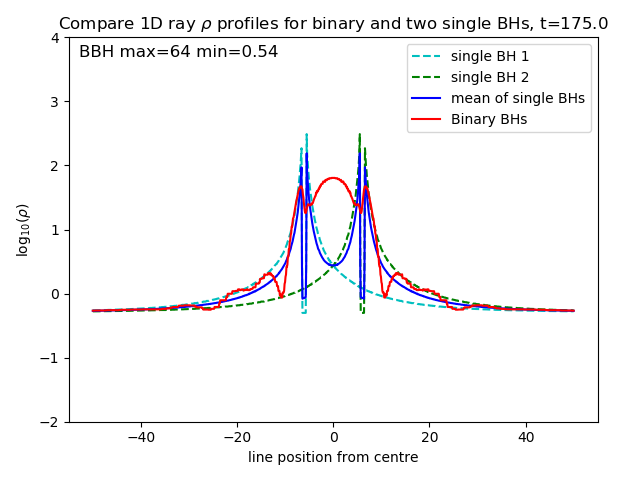 Compare 1D ray ρ profiles for binary and two single BHs, t=175.0
BBH max=64 min=0.54
single BH 1
single BH 2
mean of single BHs
Binary BHs
log₁₀(ρ)
4
3
2
1
0
−1
−2
−40
−20
0
20
40
line position from centre